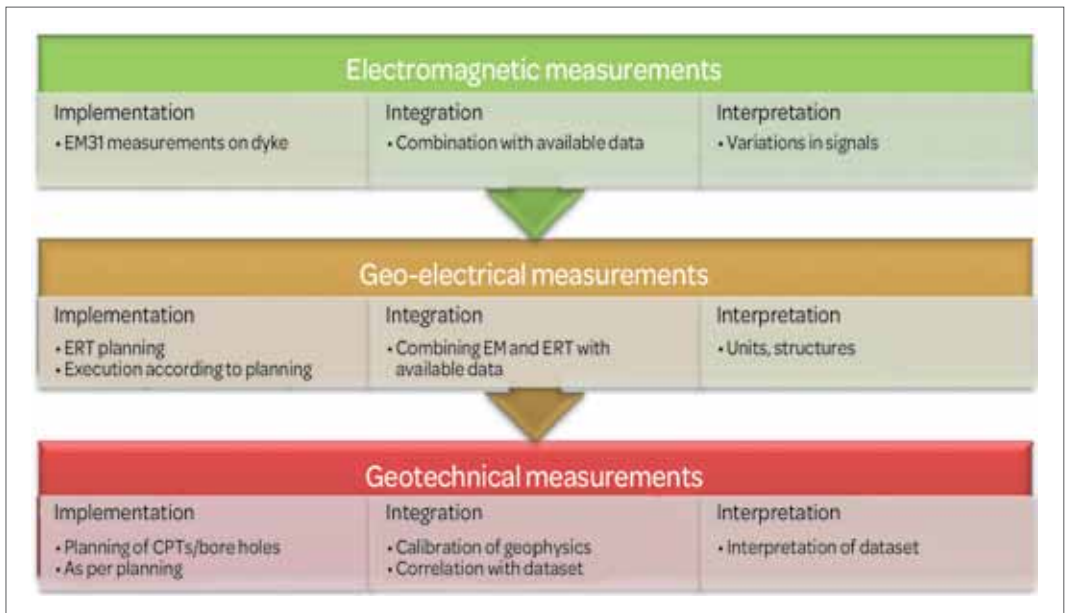 Electromagnetic measurements
Implementation
• EM31 measurements on dyke
Integration
• Combination with available data
Interpretation
• Variations in signals
Geo-electrical measurements
Implementation
• ERT planning
• Execution according to planning
Integration
• Combining EM and ERT with
available data
Interpretation
• Units, structures
Geotechnical measurements
Implementation
• Planning of CPTs/bore holes
• As per planning
Integration
• Calibration of geophysics
• Correlation with dataset
Interpretation
• Interpretation of dataset